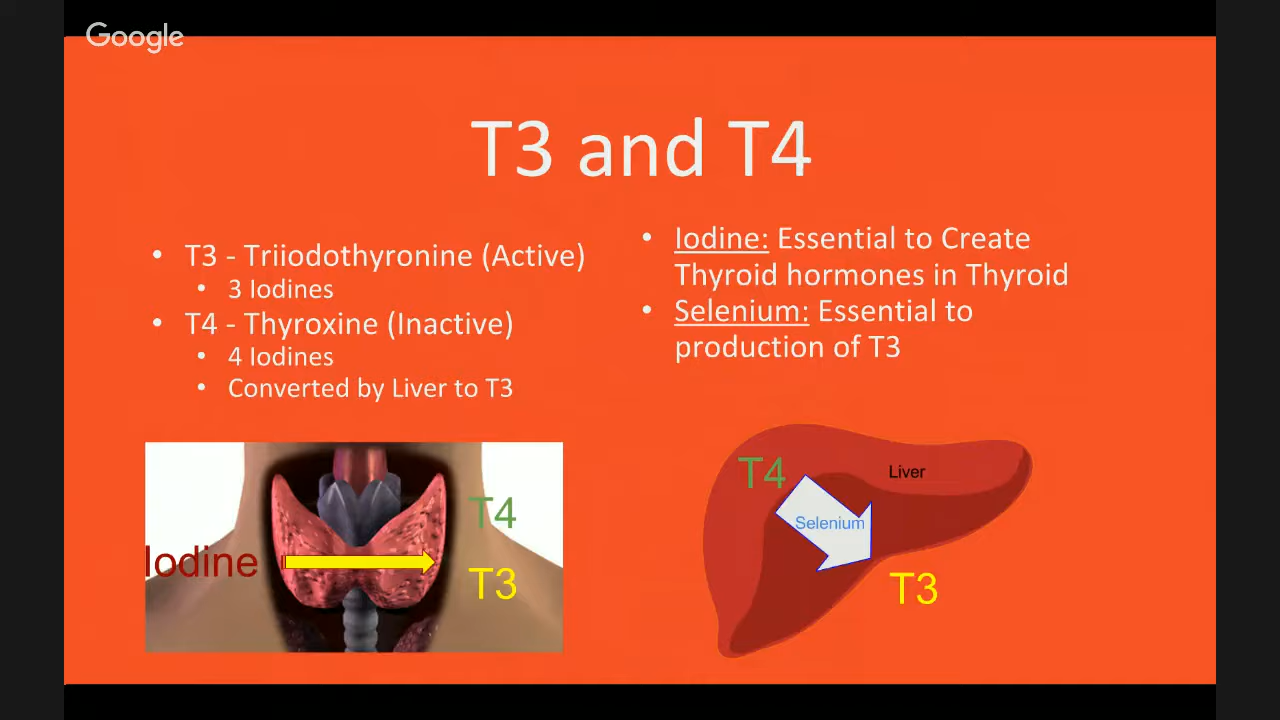 Google
T3 and T4
• T3 - Triiodothyronine (Active)
• 3 Iodines
• T4 - Thyroxine (Inactive)
• 4 Iodines
• Converted by Liver to T3
• Iodine: Essential to Create
Thyroid hormones in Thyroid
• Selenium: Essential to
production of T3
Iodine
T4
T3
T4
Liver
Selenium
T3